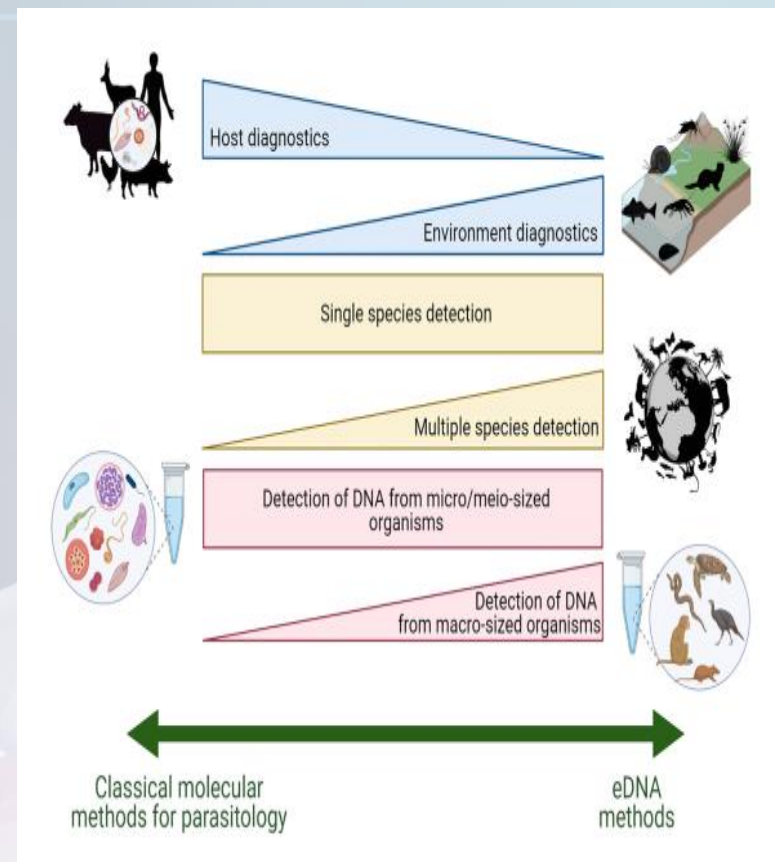 Host diagnostics
Environment diagnostics
Single species detection
Multiple species detection
Detection of DNA from micro/meio-sized
organisms
Detection of DNA
from macro-sized organisms
Classical molecular
methods for parasitology
eDNA
methods